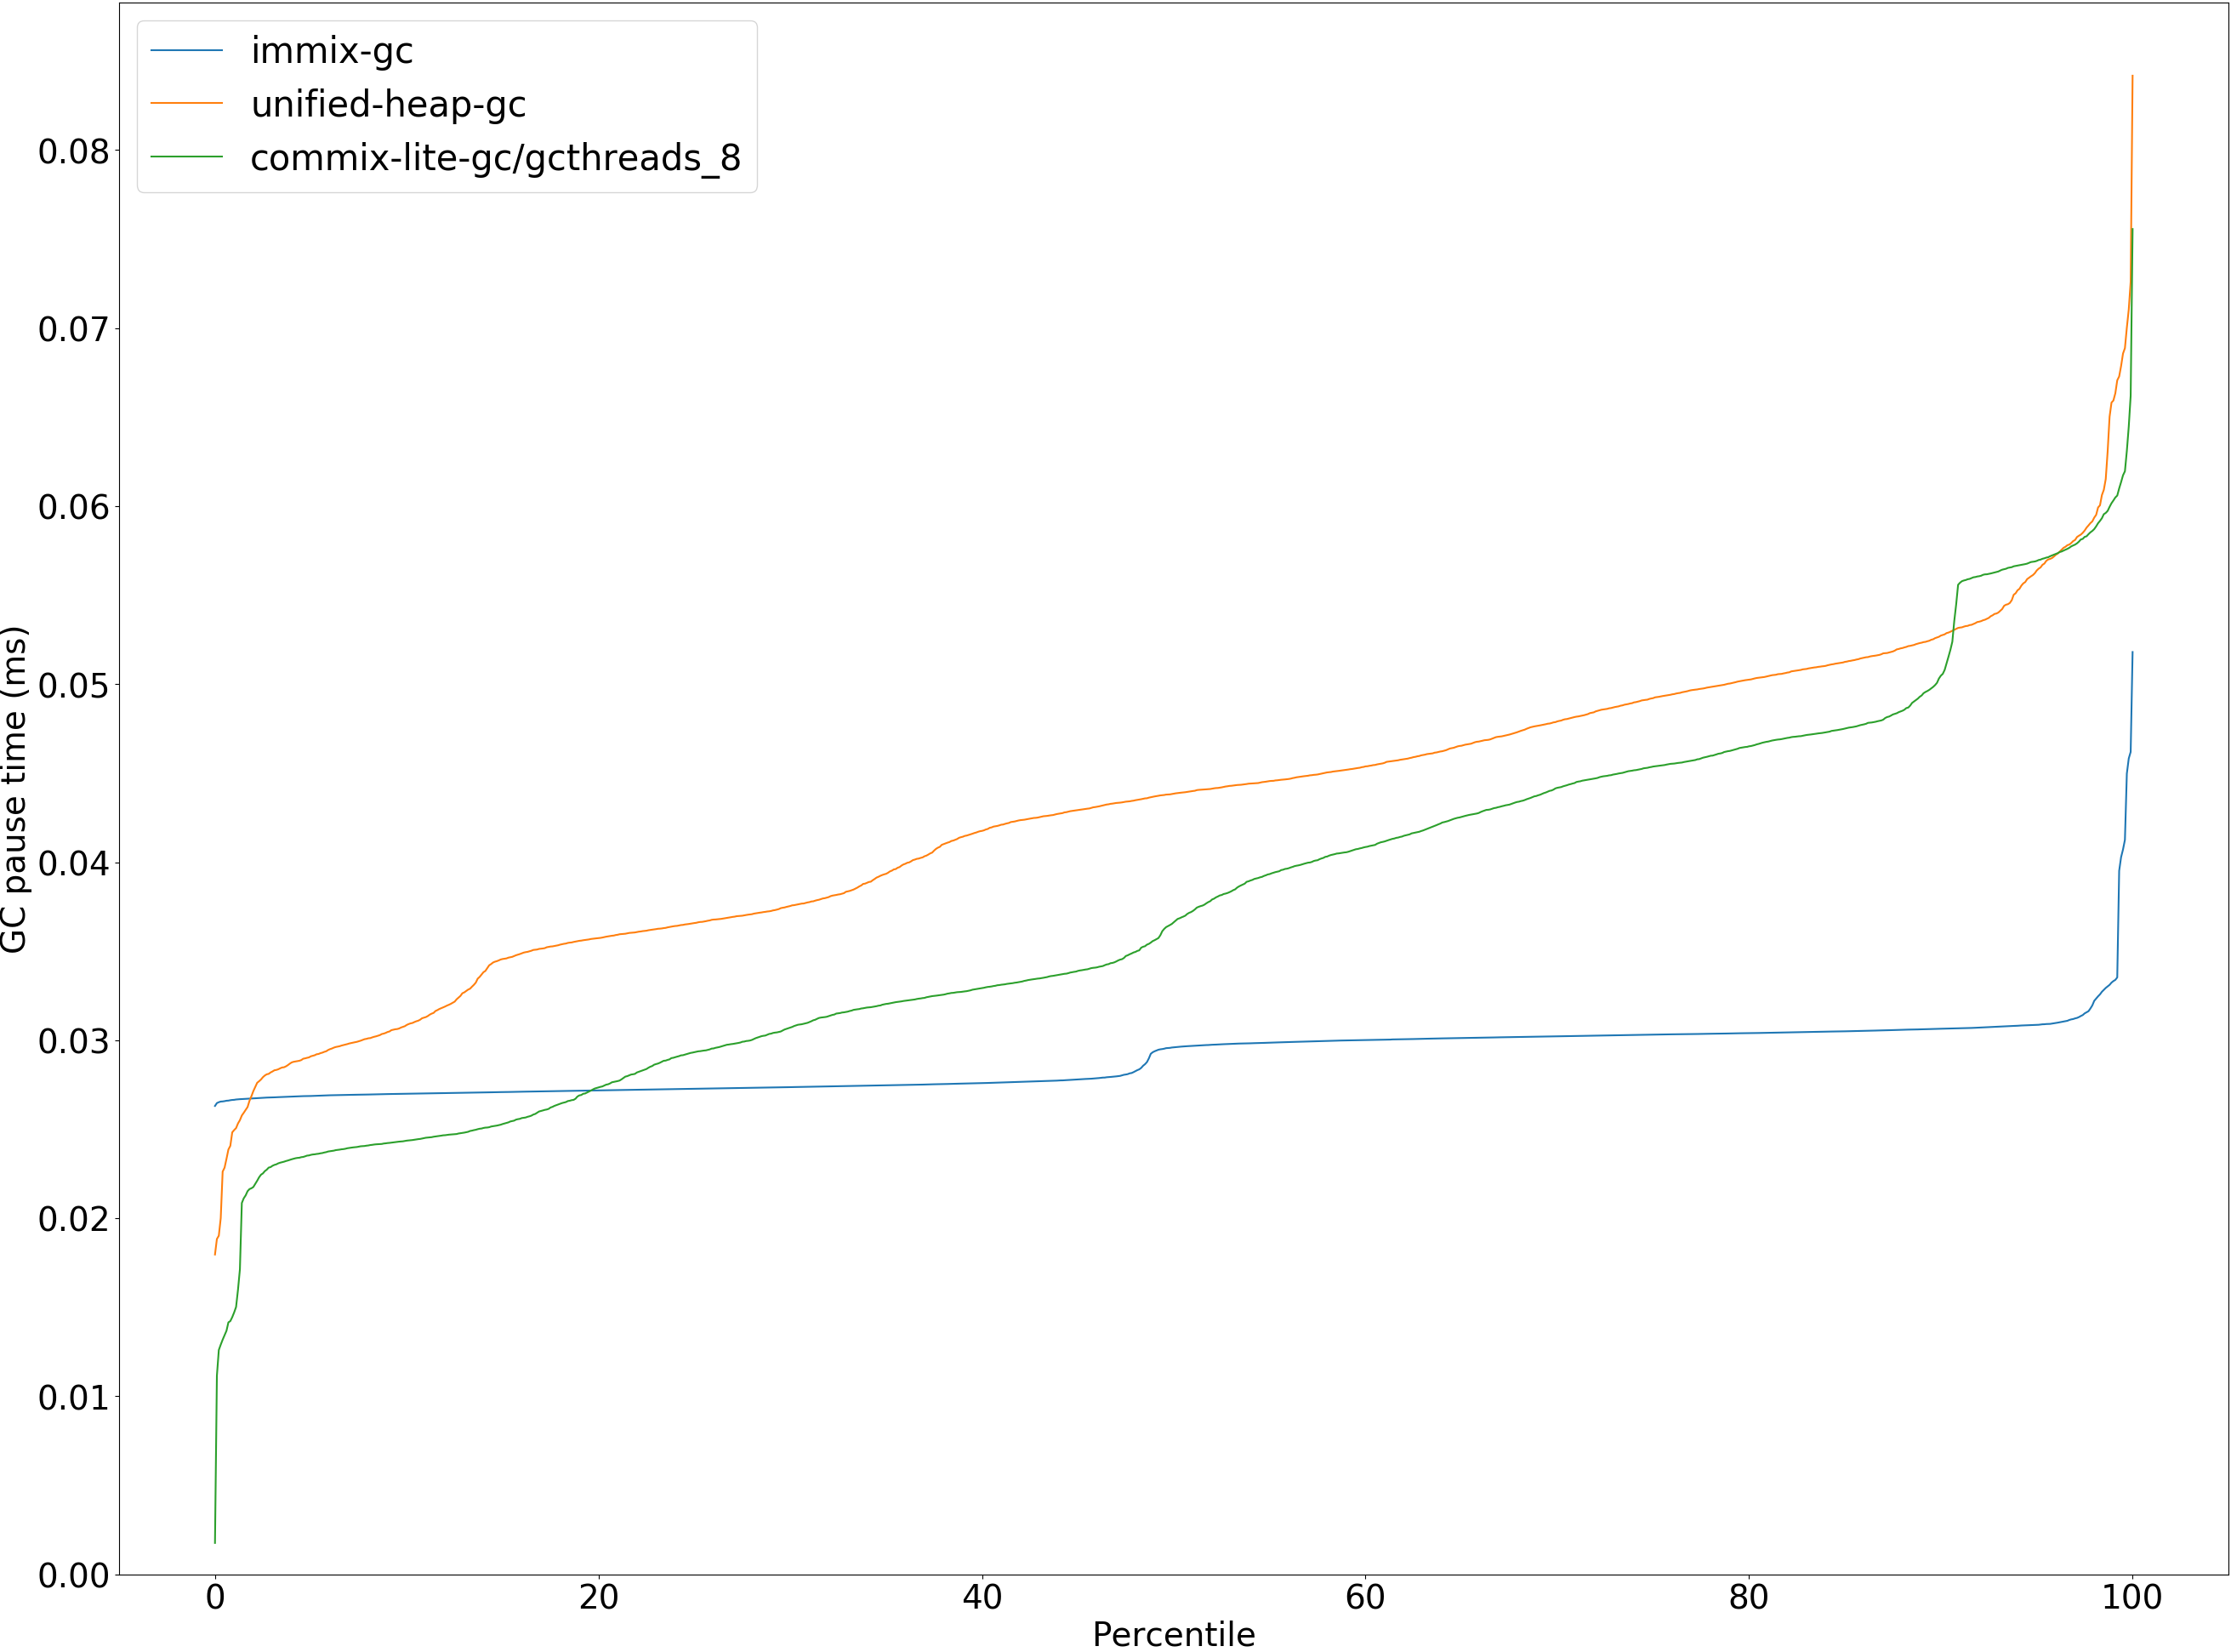 immix-gc
unified-heap-gc
commix-lite-gc/gcthreads_8
GC pause time (ms)
0.08
0.07
0.06
0.05
0.04
0.03
0.02
0.01
0.00
0 20 40 60 80 100
Percentile